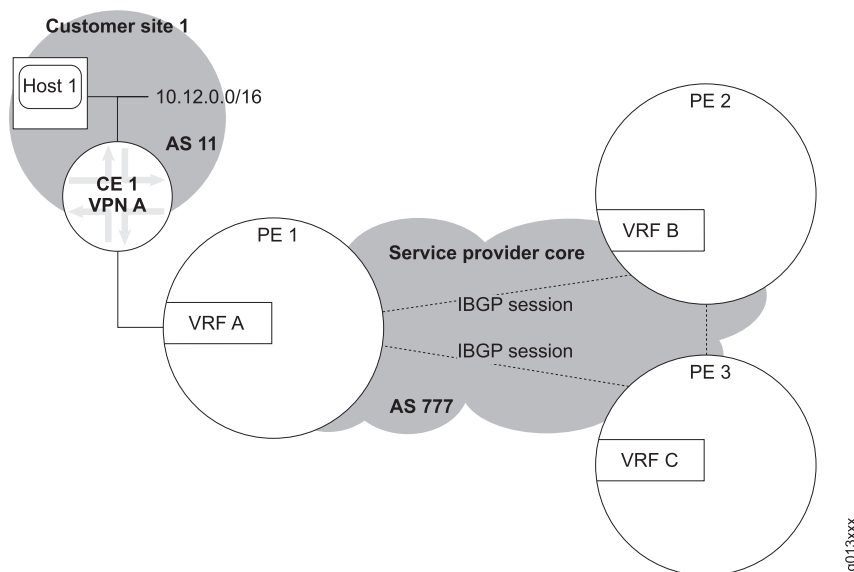 Customer site 1
Host 1
10.12.0.0/16
AS 11
CE 1
VPN A
PE 1
VRF A
Service provider core
IBGP session
IBGP session
AS 777
PE 2
VRF B
PE 3
VRF C
g013xxx